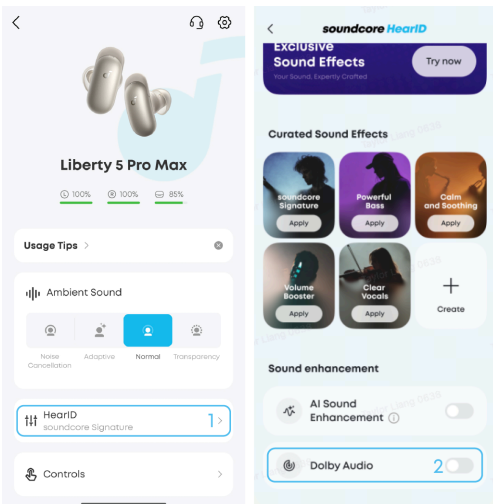 Liberty 5 Pro Max
100%
100%
85%
Usage Tips
Ambient Sound
Noise
Cancellation
Adaptive
Normal
Transparency
HearID
soundcore Signature
1
Controls
soundcore HearID
Exclusive
Sound Effects
Your Sound, Expertly Crafted
Try now
Curated Sound Effects
soundcore
Signature
Apply
Powerful
Bass
Apply
Calm
and Soothing
Apply
Volume
Booster
Apply
Clear
Vocals
Apply
Create
Sound enhancement
AI Sound
Enhancement
Dolby Audio
2